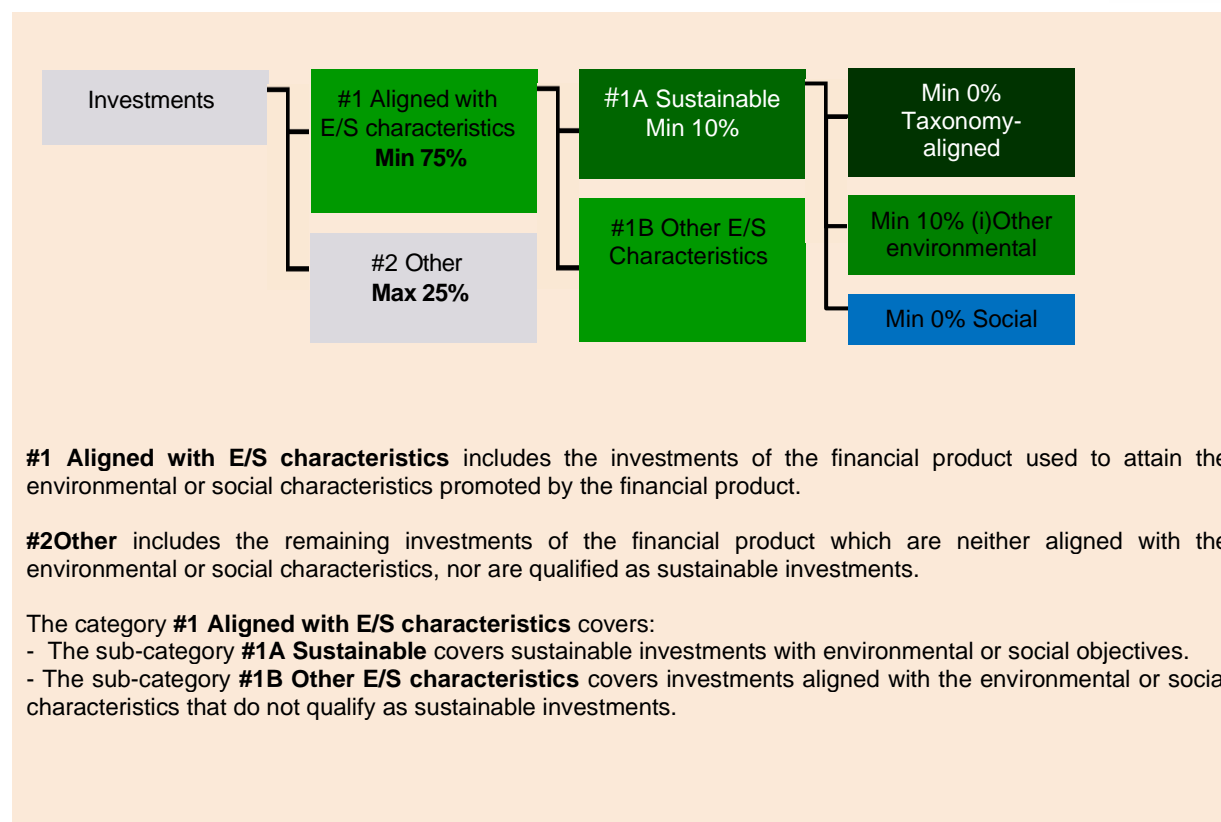 Investments
#1 Aligned with
E/S characteristics
Min 75%
#2 Other
Max 25%
#1A Sustainable
Min 10%
#1B Other E/S
Characteristics
Min 0%
Taxonomy-
aligned
Min 10% (i)Other
environmental
Min 0% Social
#1 Aligned with E/S characteristics includes the investments of the financial product used to attain the
environmental or social characteristics promoted by the financial product.
#2Other includes the remaining investments of the financial product which are neither aligned with the
environmental or social characteristics, nor are qualified as sustainable investments.
The category #1 Aligned with E/S characteristics covers:
- The sub-category #1A Sustainable covers sustainable investments with environmental or social objectives.
- The sub-category #1B Other E/S characteristics covers investments aligned with the environmental or social
characteristics that do not qualify as sustainable investments.